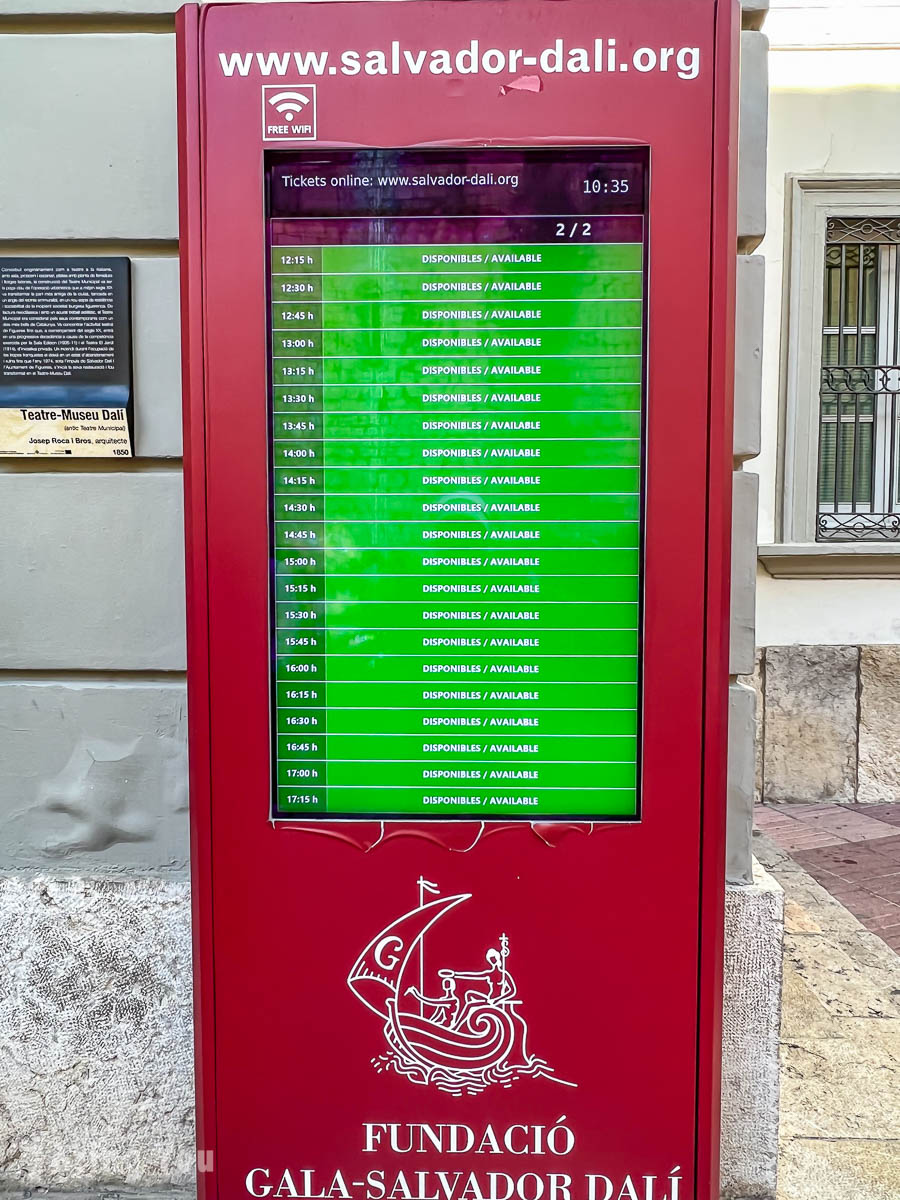 www.salvador-dali.org
FREE WIFI
Tickets online: www.salvador-dali.org
10:35
2 / 2
12:15 h DISPONIBLES / AVAILABLE
12:30 h DISPONIBLES / AVAILABLE
12:45 h DISPONIBLES / AVAILABLE
13:00 h DISPONIBLES / AVAILABLE
13:15 h DISPONIBLES / AVAILABLE
13:30 h DISPONIBLES / AVAILABLE
13:45 h DISPONIBLES / AVAILABLE
14:00 h DISPONIBLES / AVAILABLE
14:15 h DISPONIBLES / AVAILABLE
14:30 h DISPONIBLES / AVAILABLE
14:45 h DISPONIBLES / AVAILABLE
15:00 h DISPONIBLES / AVAILABLE
15:15 h DISPONIBLES / AVAILABLE
15:30 h DISPONIBLES / AVAILABLE
15:45 h DISPONIBLES / AVAILABLE
16:00 h DISPONIBLES / AVAILABLE
16:15 h DISPONIBLES / AVAILABLE
16:30 h DISPONIBLES / AVAILABLE
16:45 h DISPONIBLES / AVAILABLE
17:00 h DISPONIBLES / AVAILABLE
17:15 h DISPONIBLES / AVAILABLE
G
FUNDACIÓ
GALA-SALVADOR DALÍ
Teatre-Museu Dalí
(antic Teatre Municipal)
Josep Roca i Bros, arquitecte
1850